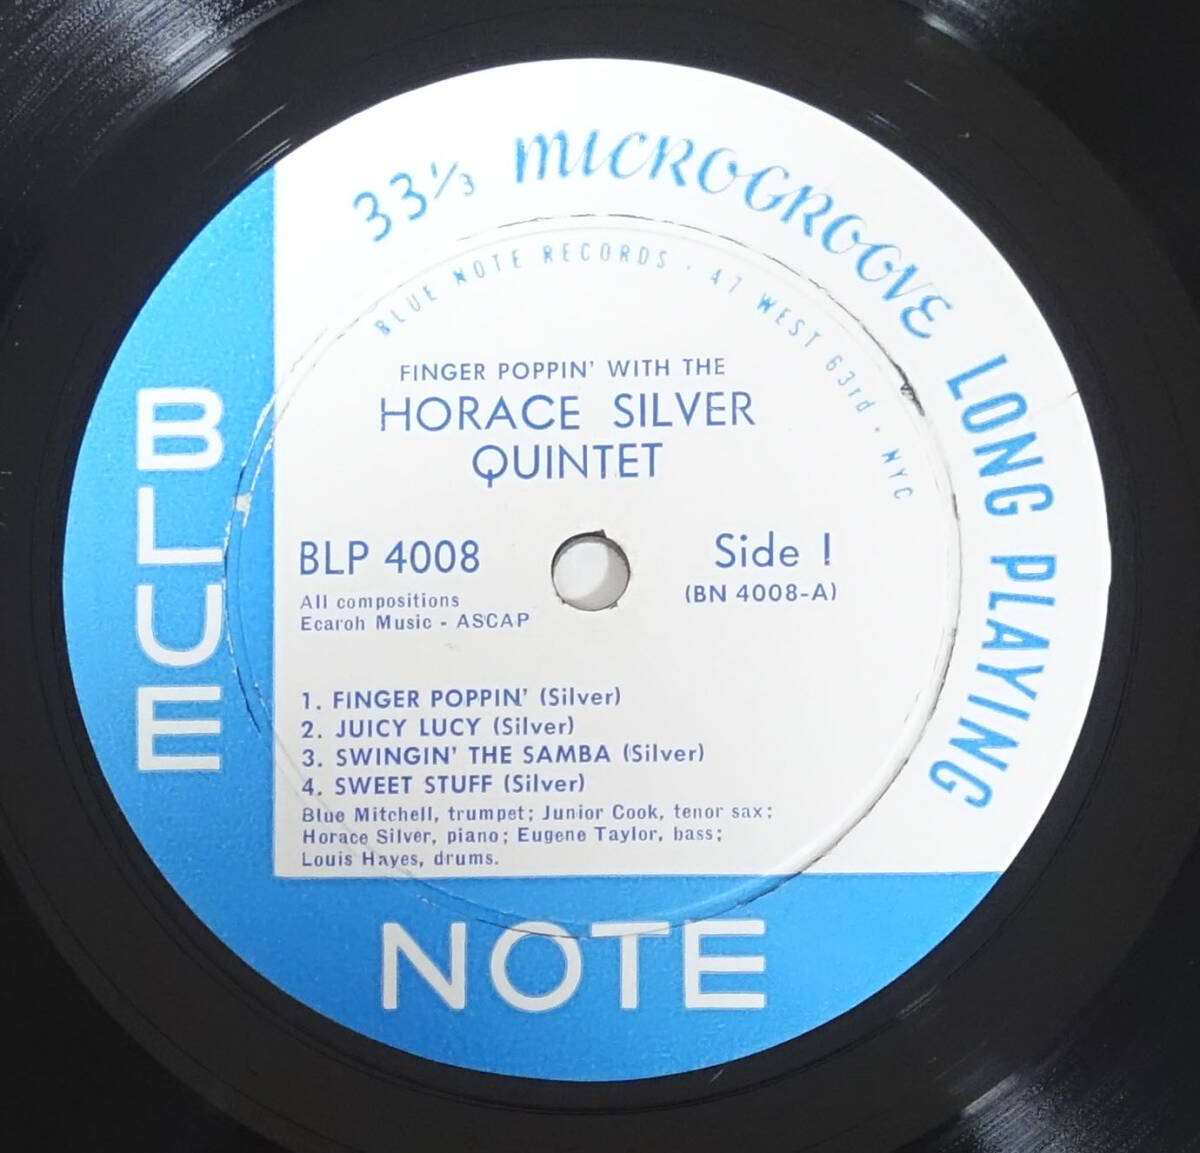 33⅓ MICROGROOVE LONG PLAYING
BLUE NOTE RECORDS · 47 WEST 63rd · NYC
FINGER POPPIN' WITH THE
HORACE SILVER
QUINTET
BLP 4008
Side 1
(BN 4008-A)
All compositions
Ecaroh Music - ASCAP
1. FINGER POPPIN' (Silver)
2. JUICY LUCY (Silver)
3. SWINGIN' THE SAMBA (Silver)
4. SWEET STUFF (Silver)
Blue Mitchell, trumpet; Junior Cook, tenor sax;
Horace Silver, piano; Eugene Taylor, bass;
Louis Hayes, drums.
BLUE
NOTE